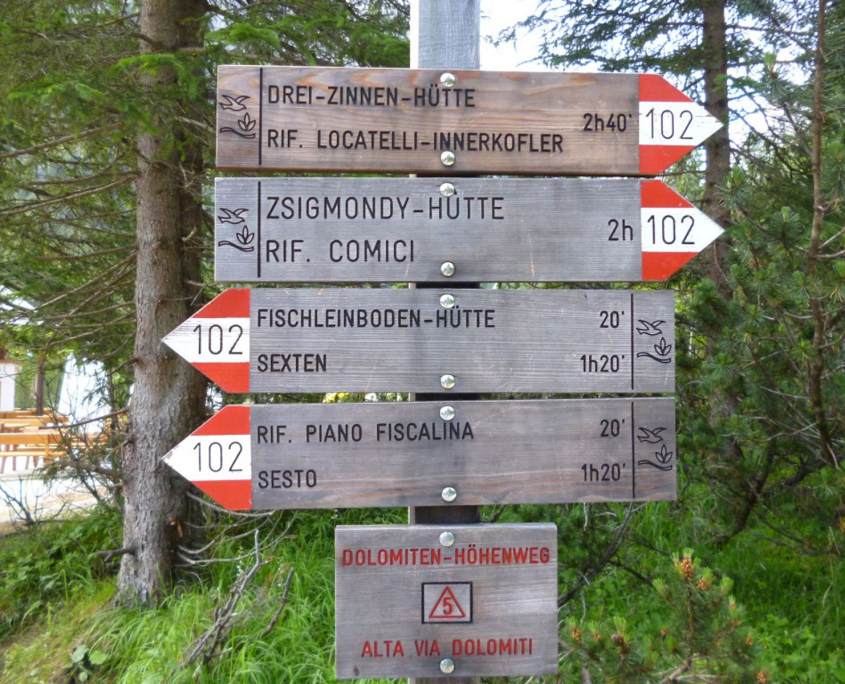 DREI-ZINNEN-HÜTTE
RIF. LOCATELLI-INNERKOFLER 2h40' 102
ZSIGMONDY-HÜTTE
RIF. COMICI 2h 102
102 FISCHLEINBODEN-HÜTTE 20'
SEXTEN 1h20'
102 RIF. PIANO FISCALINA 20'
SESTO 1h20'
DOLOMITEN-HÖHENWEG
5
ALTA VIA DOLOMITI